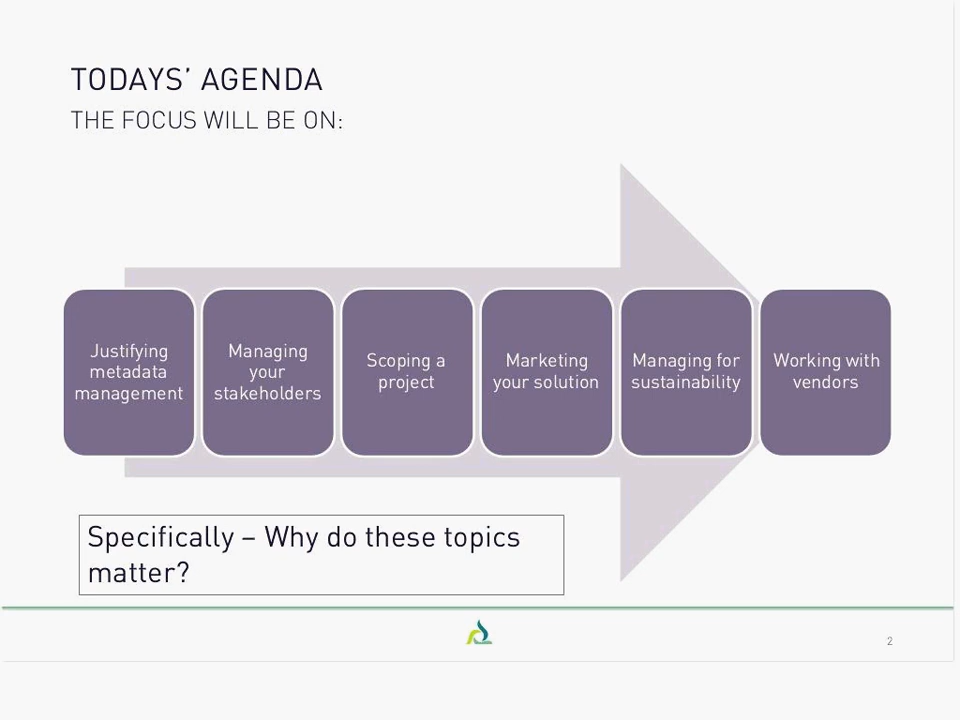 TODAYS’ AGENDA
THE FOCUS WILL BE ON:
Justifying
metadata
management
Managing
your
stakeholders
Scoping a
project
Marketing
your solution
Managing for
sustainability
Working with
vendors
Specifically – Why do these topics
matter?
2